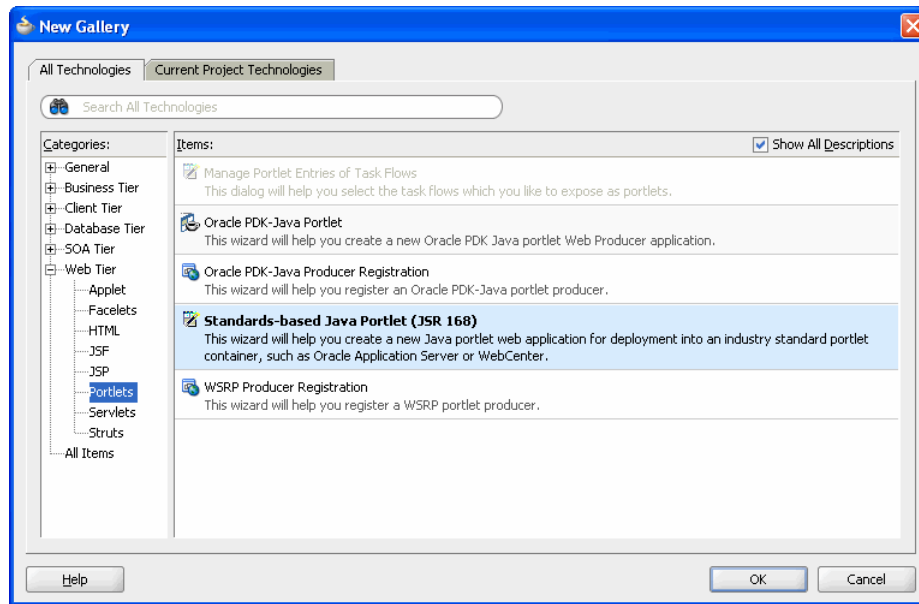 New Gallery
All Technologies
Current Project Technologies
Search All Technologies
Categories:
General
Business Tier
Client Tier
Database Tier
SOA Tier
Web Tier
Applet
Facelets
HTML
JSF
JSP
Portlets
Servlets
Struts
All Items
Items:
Show All Descriptions
Manage Portlet Entries of Task Flows
This dialog will help you select the task flows which you like to expose as portlets.
Oracle PDK-Java Portlet
This wizard will help you create a new Oracle PDK Java portlet Web Producer application.
Oracle PDK-Java Producer Registration
This wizard will help you register an Oracle PDK-Java portlet producer.
Standards-based Java Portlet (JSR 168)
This wizard will help you create a new Java portlet web application for deployment into an industry standard portlet
container, such as Oracle Application Server or WebCenter.
WSRP Producer Registration
This wizard will help you register a WSRP portlet producer.
Help
OK
Cancel